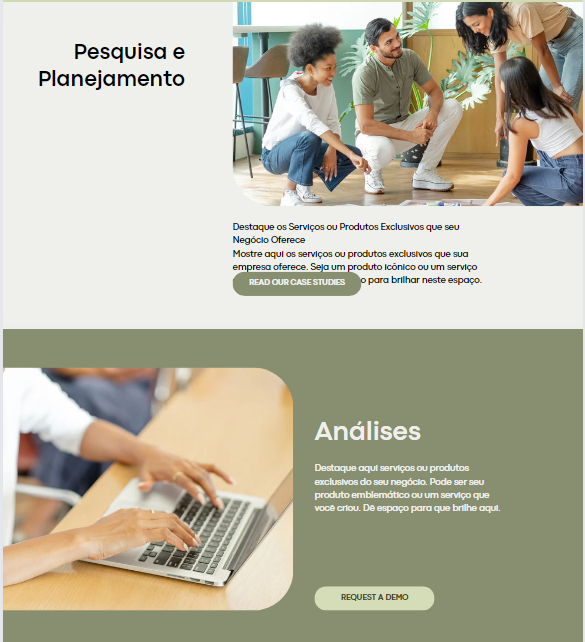 Pesquisa e
Planejamento
Destaque os Serviços ou Produtos Exclusivos que seu
Negócio Oferece
Mostre aqui os serviços ou produtos exclusivos que sua
empresa oferece. Seja um produto icônico ou um serviço
o para brilhar neste espaço.
READ OUR CASE STUDIES
Análises
Destaque aqui serviços ou produtos
exclusivos do seu negócio. Pode ser seu
produto emblemático ou um serviço que
você criou. Dê espaço para que brilhe aqui.
REQUEST A DEMO